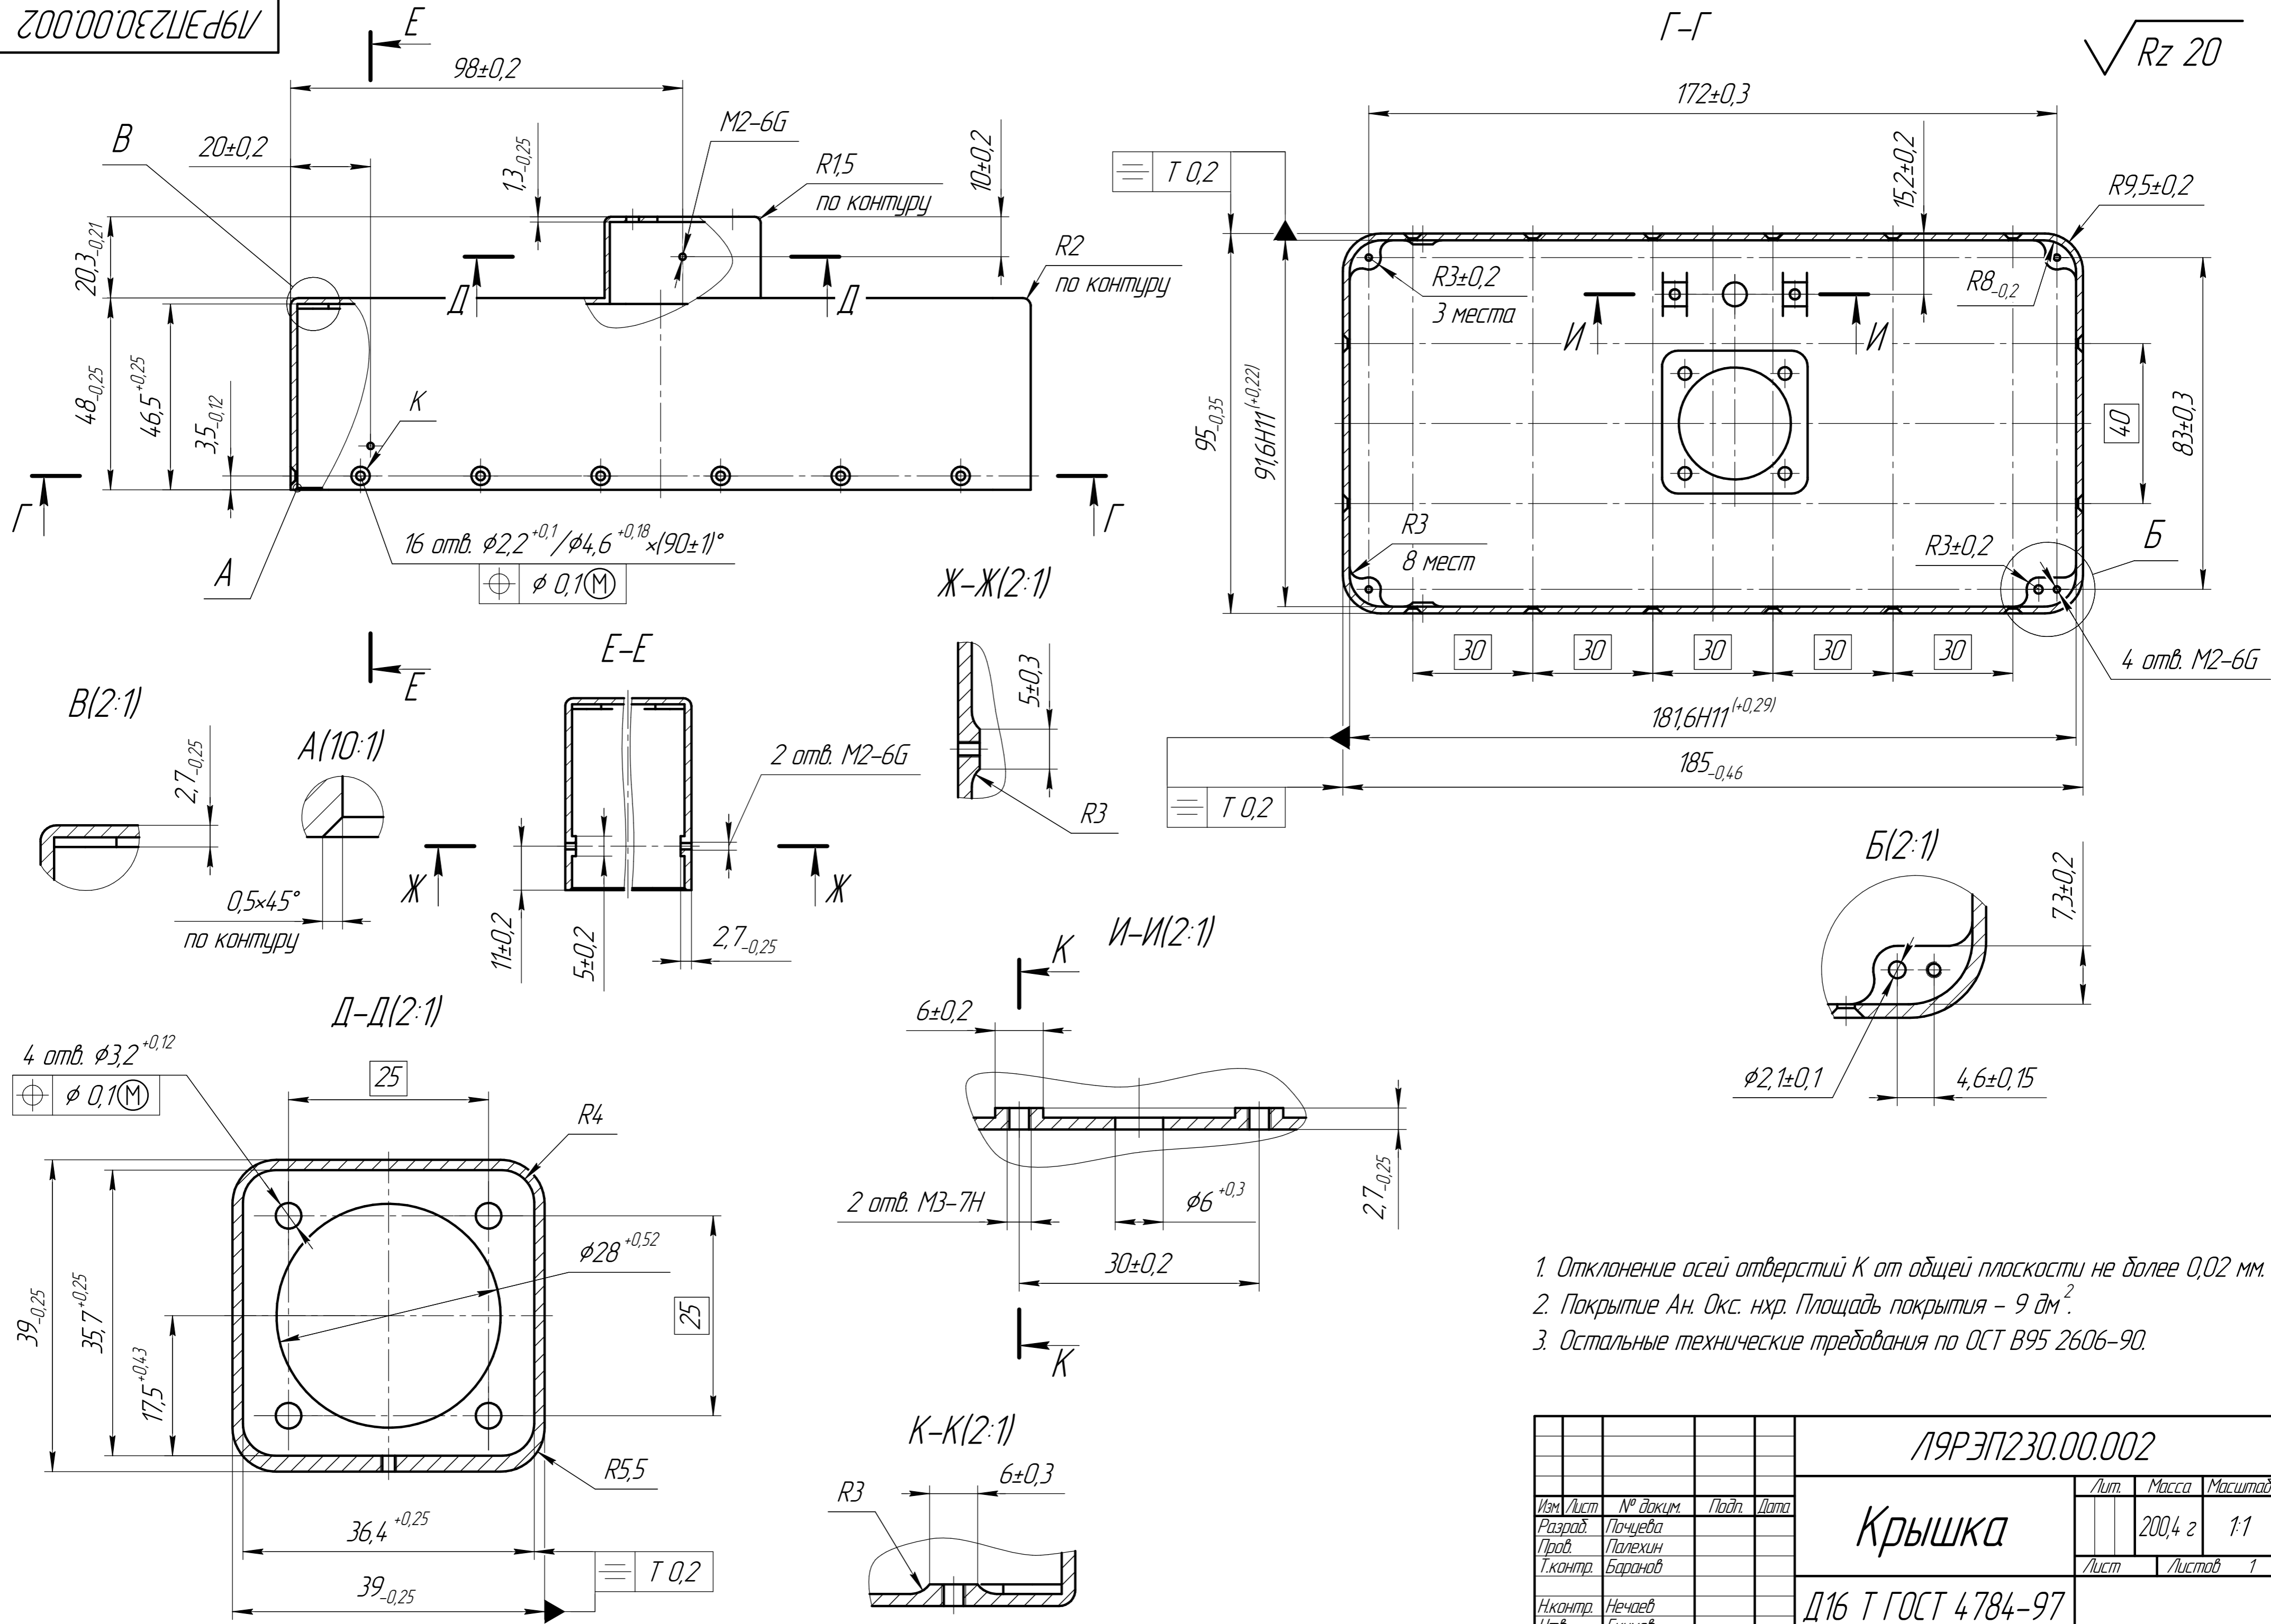 Л9РЭП230.00.002
Е
98±0,2
В
20±0,2
М2-6G
1,3-0,25
R1,5
по контуру
10±0,2
20,3-0,21
R2
по контуру
Д
Д
48-0,25
46,5+0,25
3,5-0,12
К
Г
Г
А
16 отв. ⌀2,2+0,1/⌀4,6+0,18×(90±1)°
⌀ 0,1Ⓜ
Е
Г-Г
√Rz 20
172±0,3
Т 0,2
15,2±0,2
R9,5±0,2
R3±0,2
3 места
R8-0,2
И
И
95-0,35
91,6Н11(+0,22)
40
83±0,3
R3
8 мест
R3±0,2
Б
30
30
30
30
30
4 отв. М2-6G
181,6Н11(+0,29)
185-0,46
Т 0,2
В(2:1)
2,7-0,25
А(10:1)
0,5×45°
по контуру
Е-Е
2 отв. М2-6G
Ж
Ж
11±0,2
5±0,2
2,7-0,25
Ж-Ж(2:1)
5±0,3
R3
Б(2:1)
7,3±0,2
⌀2,1±0,1
4,6±0,15
И-И(2:1)
К
6±0,2
2 отв. М3-7Н
⌀6+0,3
30±0,2
2,7-0,25
К
Д-Д(2:1)
4 отв. ⌀3,2+0,12
⌀ 0,1Ⓜ
25
R4
39-0,25
35,7+0,25
17,5+0,43
⌀28+0,52
25
R5,5
36,4+0,25
39-0,25
Т 0,2
К-К(2:1)
R3
6±0,3
1. Отклонение осей отверстий К от общей плоскости не более 0,02 мм.
2. Покрытие Ан. Окс. нхр. Площадь покрытия – 9 дм².
3. Остальные технические требования по ОСТ В95 2606-90.
Л9РЭП230.00.002
Крышка
Лит. Масса Масштаб
200,4 г 1:1
Лист Листов 1
Изм. Лист № докум. Подп. Дата
Разраб. Почуева
Пров. Палехин
Т.контр. Баранов
Н.контр. Нечаев
Д16 Т ГОСТ 4784-97